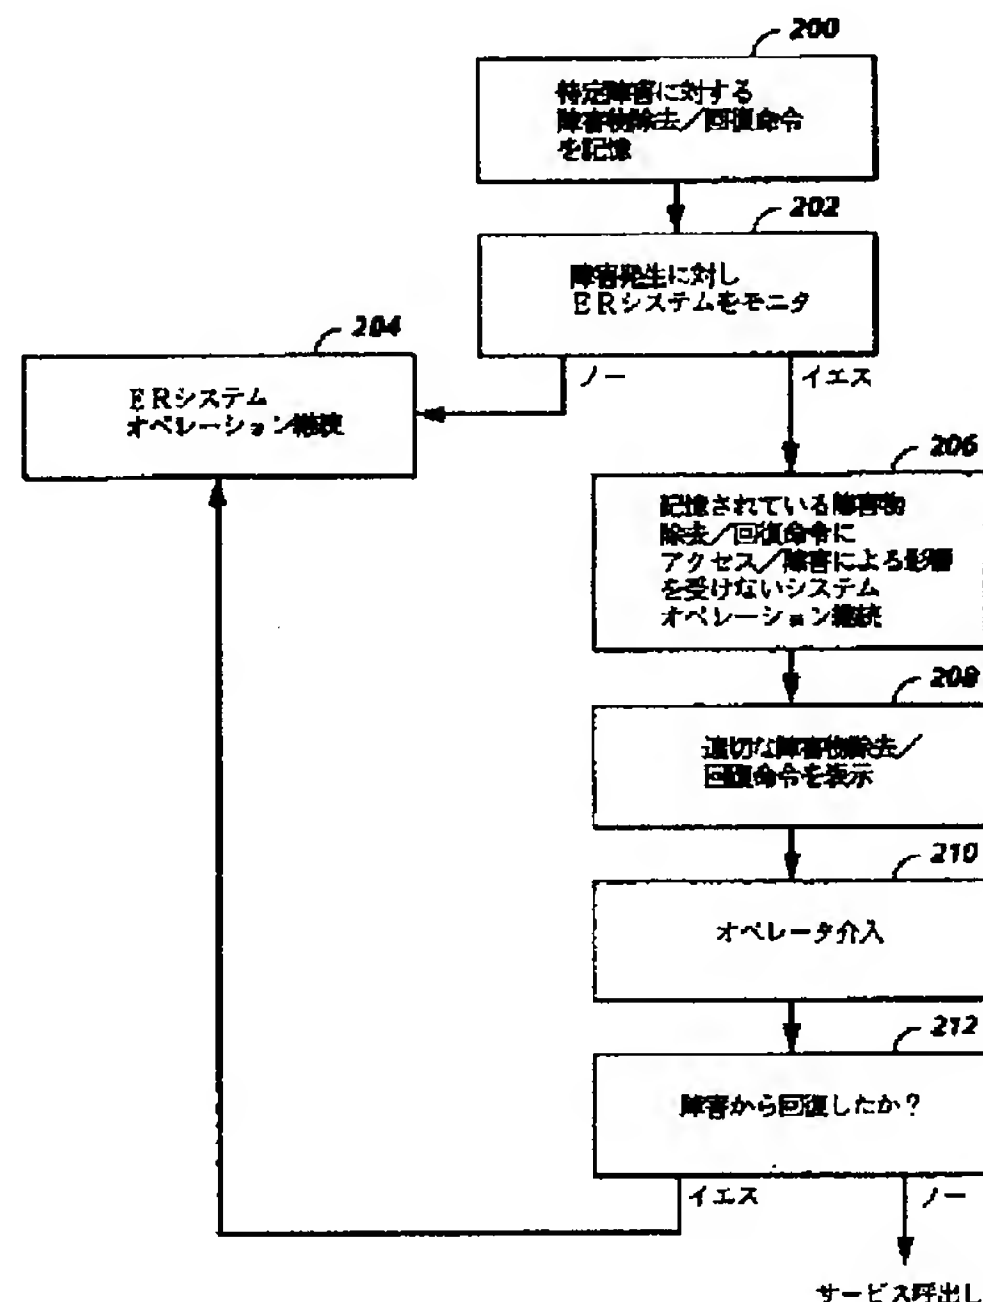 200
特定障害に対する
障害物除去／回復命令
を記憶
202
障害発生に対し
ＥＲシステムをモニタ
204
ノー
イエス
ＥＲシステム
オペレーション継続
206
記憶されている障害物
除去／回復命令に
アクセス／障害による影響
を受けないシステム
オペレーション継続
208
適切な障害物除去／
回復命令を表示
210
オペレータ介入
212
障害から回復したか？
イエス
ノー
サービス呼出し